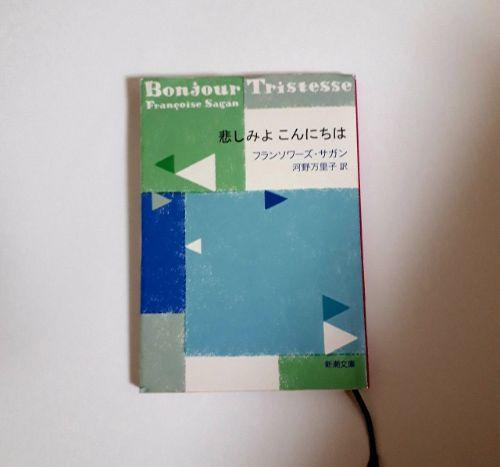 Bonjour Tristesse
Françoise Sagan
悲しみよ こんにちは
フランソワーズ・サガン
河野万里子 訳
新潮文庫